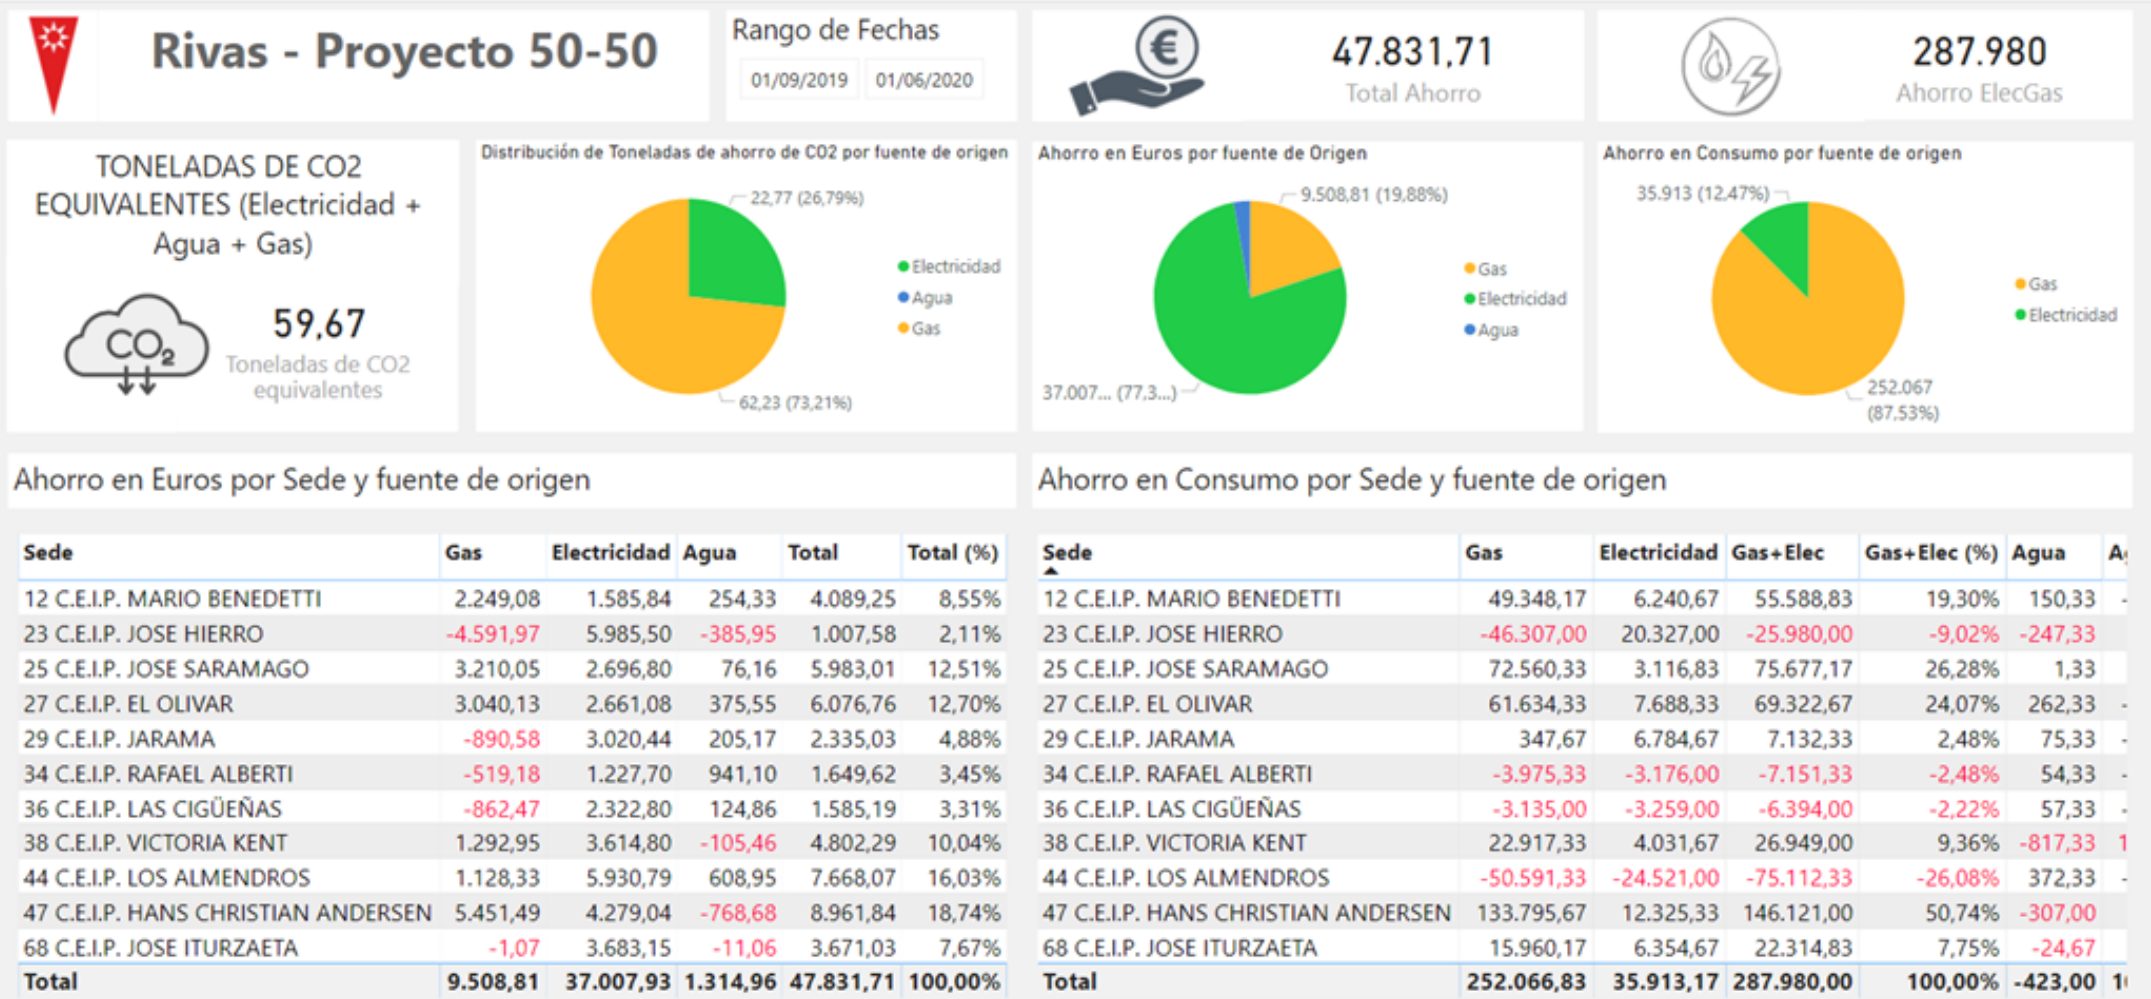 Rivas - Proyecto 50-50
Rango de Fechas
01/09/2019 01/06/2020
€
47.831,71
Total Ahorro
287.980
Ahorro ElecGas
TONELADAS DE CO2
EQUIVALENTES (Electricidad +
Agua + Gas)
CO2
59,67
Toneladas de CO2
equivalentes
Distribución de Toneladas de ahorro de CO2 por fuente de origen
22,77 (26,79%)
Electricidad
Agua
Gas
62,23 (73,21%)
Ahorro en Euros por fuente de Origen
9.508,81 (19,88%)
Gas
Electricidad
Agua
37.007... (77,3...)
Ahorro en Consumo por fuente de origen
35.913 (12,47%)
Gas
Electricidad
252.067
(87,53%)
Ahorro en Euros por Sede y fuente de origen
Sede Gas Electricidad Agua Total Total (%)
12 C.E.I.P. MARIO BENEDETTI 2.249,08 1.585,84 254,33 4.089,25 8,55%
23 C.E.I.P. JOSE HIERRO -4.591,97 5.985,50 -385,95 1.007,58 2,11%
25 C.E.I.P. JOSE SARAMAGO 3.210,05 2.696,80 76,16 5.983,01 12,51%
27 C.E.I.P. EL OLIVAR 3.040,13 2.661,08 375,55 6.076,76 12,70%
29 C.E.I.P. JARAMA -890,58 3.020,44 205,17 2.335,03 4,88%
34 C.E.I.P. RAFAEL ALBERTI -519,18 1.227,70 941,10 1.649,62 3,45%
36 C.E.I.P. LAS CIGÜEÑAS -862,47 2.322,80 124,86 1.585,19 3,31%
38 C.E.I.P. VICTORIA KENT 1.292,95 3.614,80 -105,46 4.802,29 10,04%
44 C.E.I.P. LOS ALMENDROS 1.128,33 5.930,79 608,95 7.668,07 16,03%
47 C.E.I.P. HANS CHRISTIAN ANDERSEN 5.451,49 4.279,04 -768,68 8.961,84 18,74%
68 C.E.I.P. JOSE ITURZAETA -1,07 3.683,15 -11,06 3.671,03 7,67%
Total 9.508,81 37.007,93 1.314,96 47.831,71 100,00%
Ahorro en Consumo por Sede y fuente de origen
Sede Gas Electricidad Gas+Elec Gas+Elec (%) Agua
12 C.E.I.P. MARIO BENEDETTI 49.348,17 6.240,67 55.588,83 19,30% 150,33
23 C.E.I.P. JOSE HIERRO -46.307,00 20.327,00 -25.980,00 -9,02% -247,33
25 C.E.I.P. JOSE SARAMAGO 72.560,33 3.116,83 75.677,17 26,28% 1,33
27 C.E.I.P. EL OLIVAR 61.634,33 7.688,33 69.322,67 24,07% 262,33
29 C.E.I.P. JARAMA 347,67 6.784,67 7.132,33 2,48% 75,33
34 C.E.I.P. RAFAEL ALBERTI -3.975,33 -3.176,00 -7.151,33 -2,48% 54,33
36 C.E.I.P. LAS CIGÜEÑAS -3.135,00 -3.259,00 -6.394,00 -2,22% 57,33
38 C.E.I.P. VICTORIA KENT 22.917,33 4.031,67 26.949,00 9,36% -817,33
44 C.E.I.P. LOS ALMENDROS -50.591,33 -24.521,00 -75.112,33 -26,08% 372,33
47 C.E.I.P. HANS CHRISTIAN ANDERSEN 133.795,67 12.325,33 146.121,00 50,74% -307,00
68 C.E.I.P. JOSE ITURZAETA 15.960,17 6.354,67 22.314,83 7,75% -24,67
Total 252.066,83 35.913,17 287.980,00 100,00% -423,00